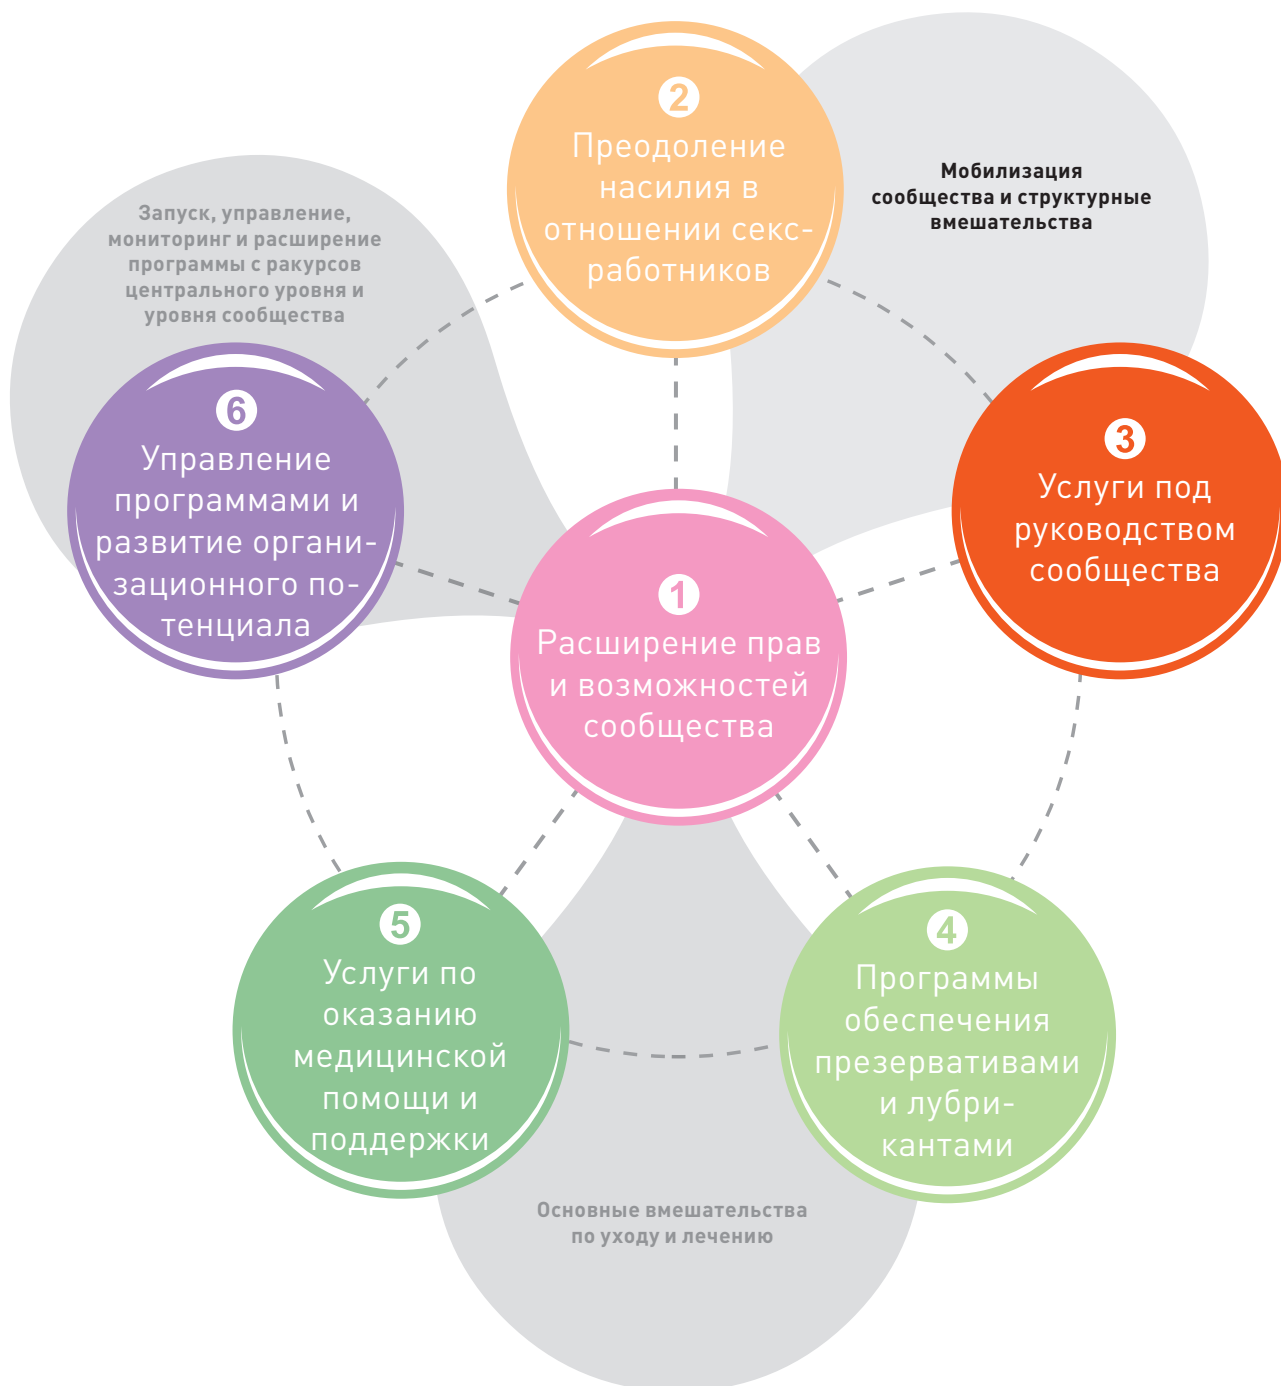 2
Преодоление
насилия в
отношении секс-
работников
Мобилизация
сообщества и структурные
вмешательства
Запуск, управление,
мониторинг и расширение
программы с ракурсов
центрального уровня и
уровня сообщества
6
Управление
программами и
развитие органи-
зационного по-
тенциала
3
Услуги под
руководством
сообщества
1
Расширение прав
и возможностей
сообщества
5
Услуги по
оказанию
медицинской
помощи и
поддержки
4
Программы
обеспечения
презервативами
и лубри-
кантами
Основные вмешательства
по уходу и лечению